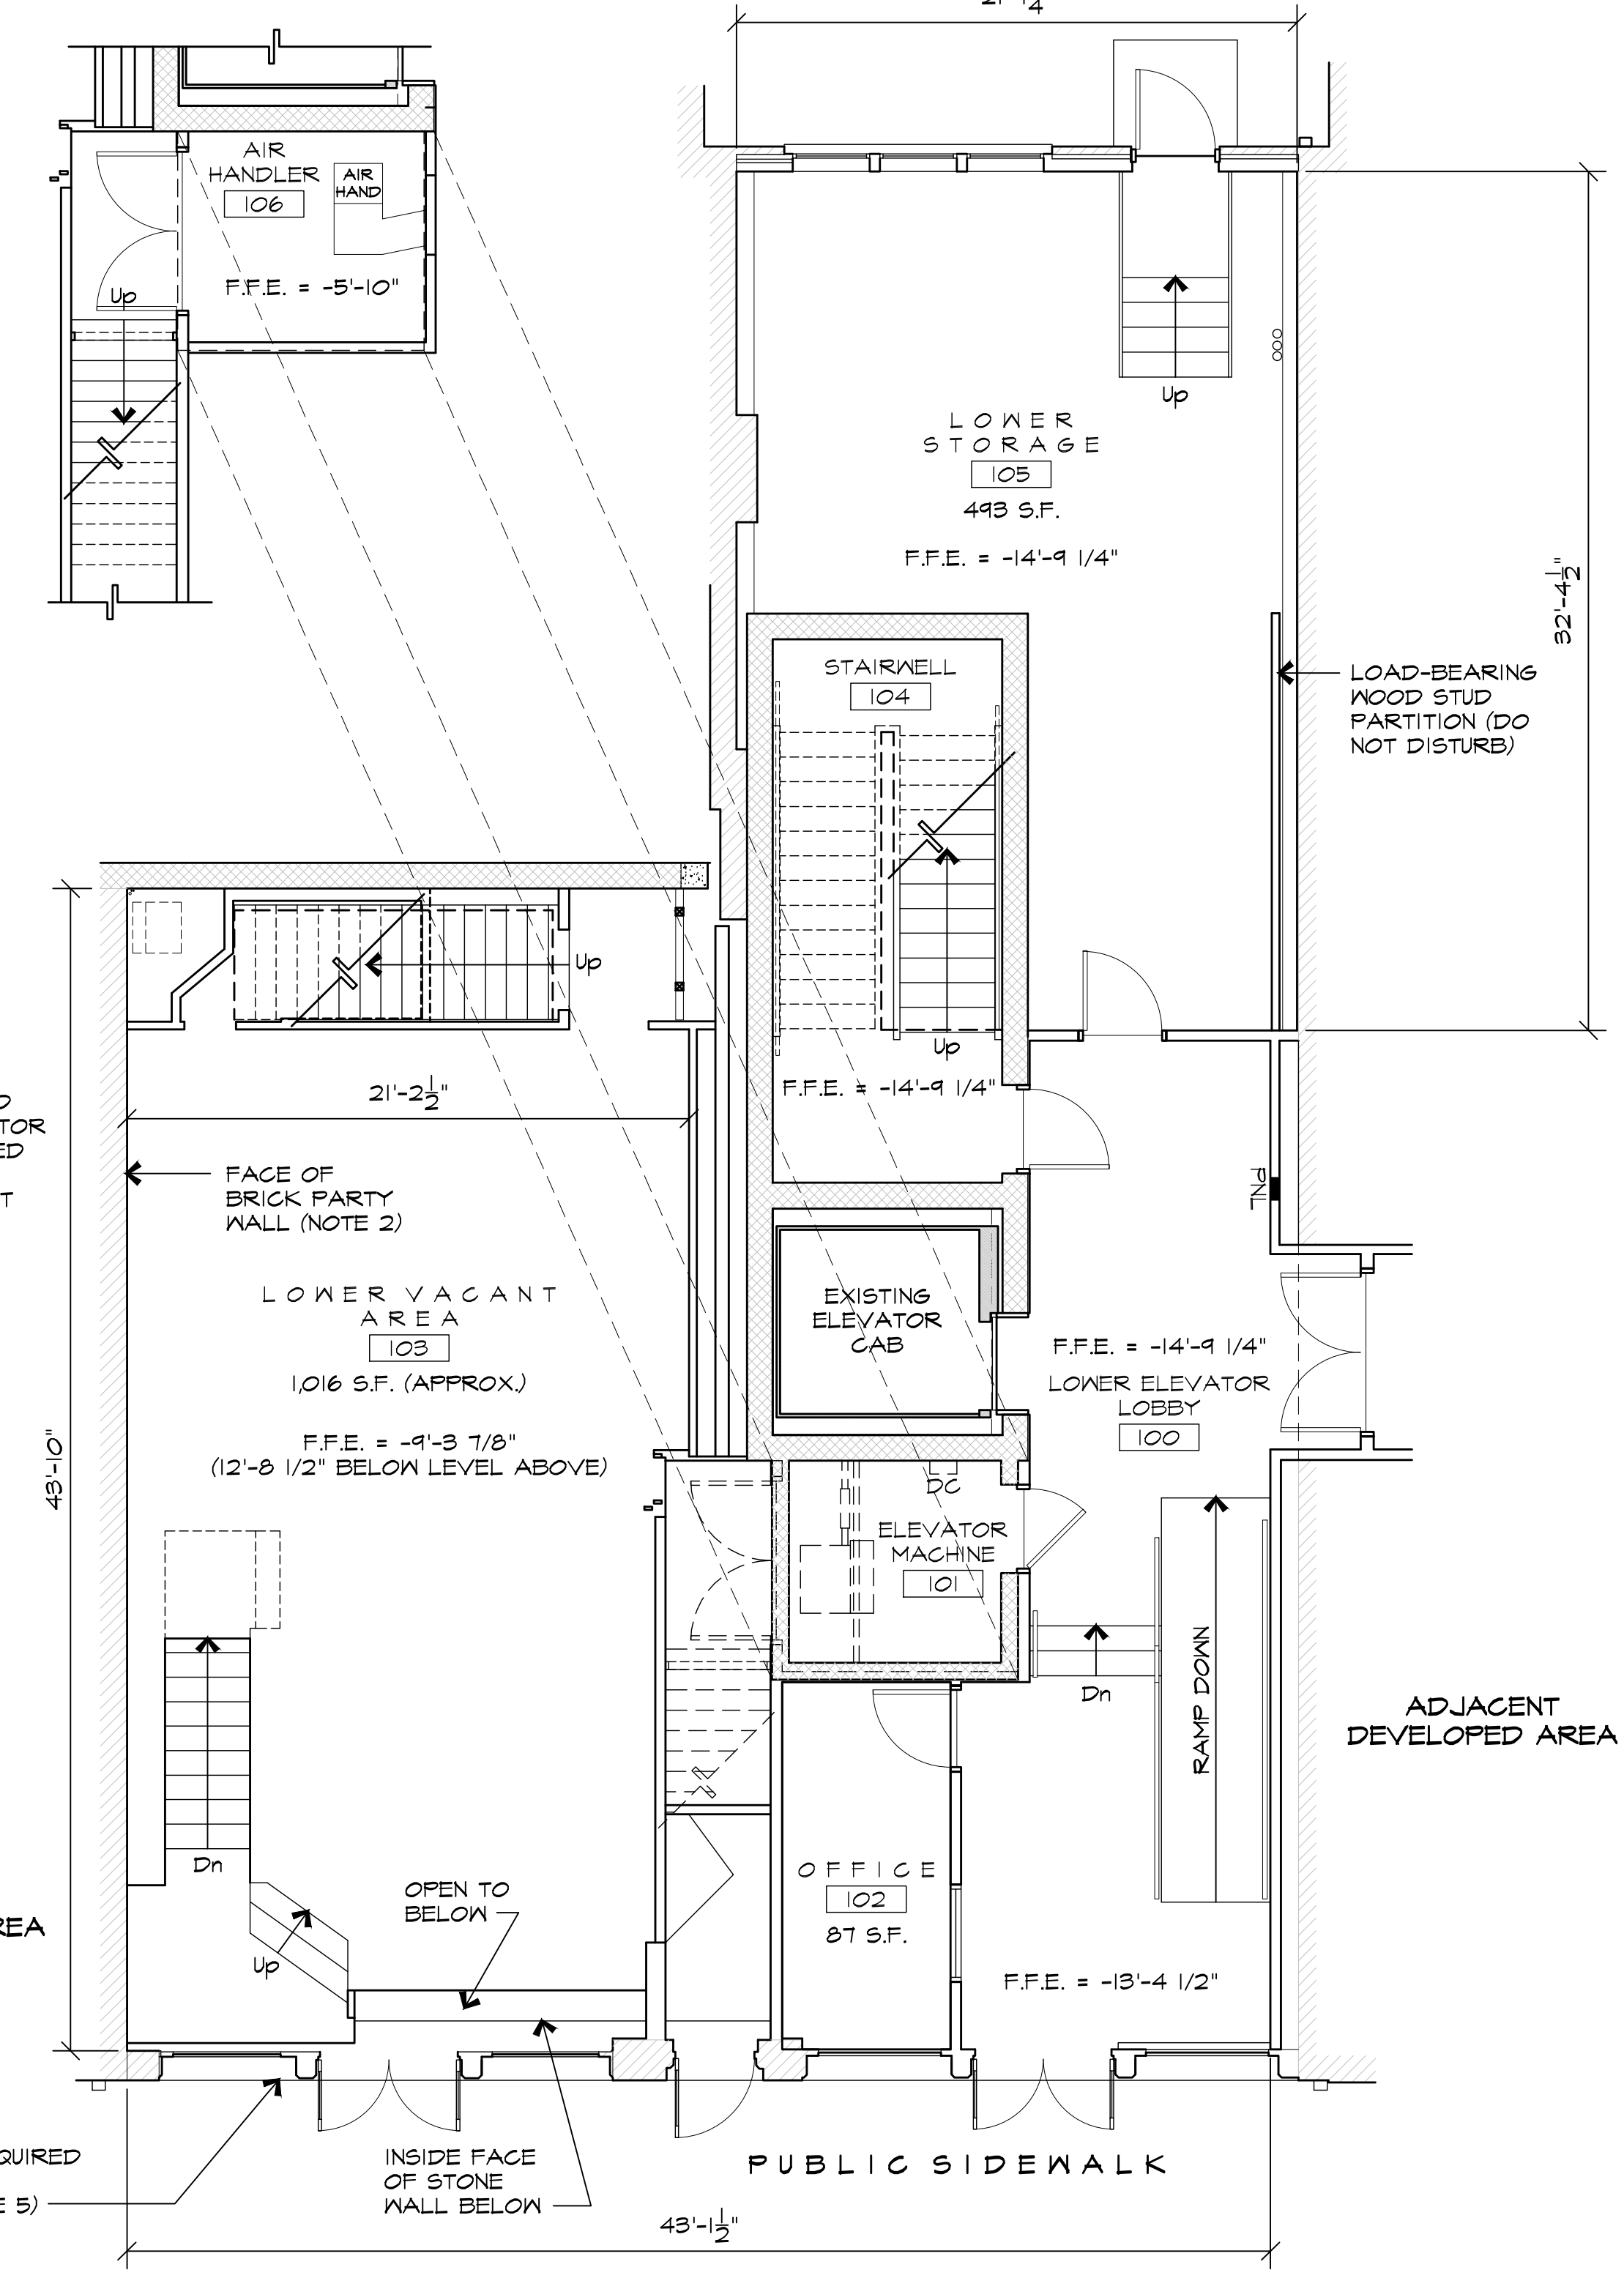 AIR
HANDLER
106
AIR
HAND
F.F.E. = -5'-10"
Up
LOWER
STORAGE
105
493 S.F.
F.F.E. = -14'-9 1/4"
Up
32'-4 1/2"
LOAD-BEARING
WOOD STUD
PARTITION (DO
NOT DISTURB)
STAIRWELL
104
Up
F.F.E. = -14'-9 1/4"
Up
21'-2 1/2"
FACE OF
BRICK PARTY
WALL (NOTE 2)
PNL
LOWER VACANT
AREA
103
1,016 S.F. (APPROX.)
F.F.E. = -9'-3 7/8"
(12'-8 1/2" BELOW LEVEL ABOVE)
43'-10"
EXISTING
ELEVATOR
CAB
F.F.E. = -14'-9 1/4"
LOWER ELEVATOR
LOBBY
100
DC
ELEVATOR
MACHINE
101
Dn
RAMP DOWN
ADJACENT
DEVELOPED AREA
Dn
Up
OPEN TO
BELOW
OFFICE
102
87 S.F.
F.F.E. = -13'-4 1/2"
INSIDE FACE
OF STONE
WALL BELOW
PUBLIC SIDEWALK
E 5)
43'-1 1/2"